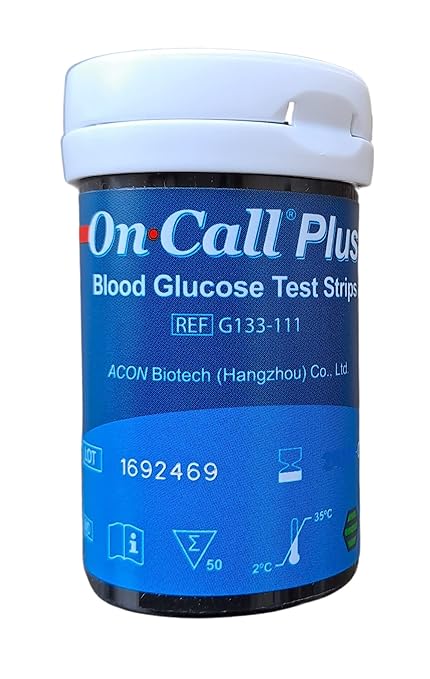 On·Call® Plus
Blood Glucose Test Strips
REF G133-111
ACON Biotech (Hangzhou) Co., Ltd.
LOT 1692469
i Σ 50 2°C 35°C